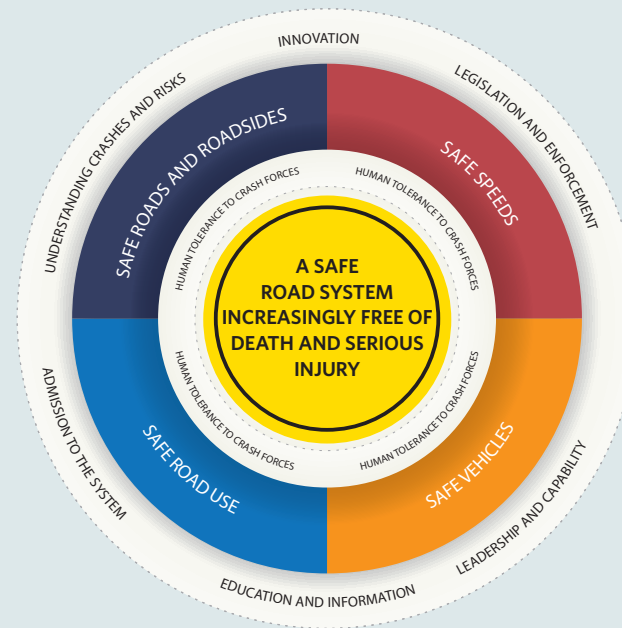 INNOVATION
LEGISLATION AND ENFORCEMENT
LEADERSHIP AND CAPABILITY
EDUCATION AND INFORMATION
ADMISSION TO THE SYSTEM
UNDERSTANDING CRASHES AND RISKS
SAFE ROADS AND ROADSIDES
SAFE SPEEDS
SAFE VEHICLES
SAFE ROAD USE
HUMAN TOLERANCE TO CRASH FORCES
HUMAN TOLERANCE TO CRASH FORCES
HUMAN TOLERANCE TO CRASH FORCES
HUMAN TOLERANCE TO CRASH FORCES
A SAFE
ROAD SYSTEM
INCREASINGLY FREE OF
DEATH AND SERIOUS
INJURY